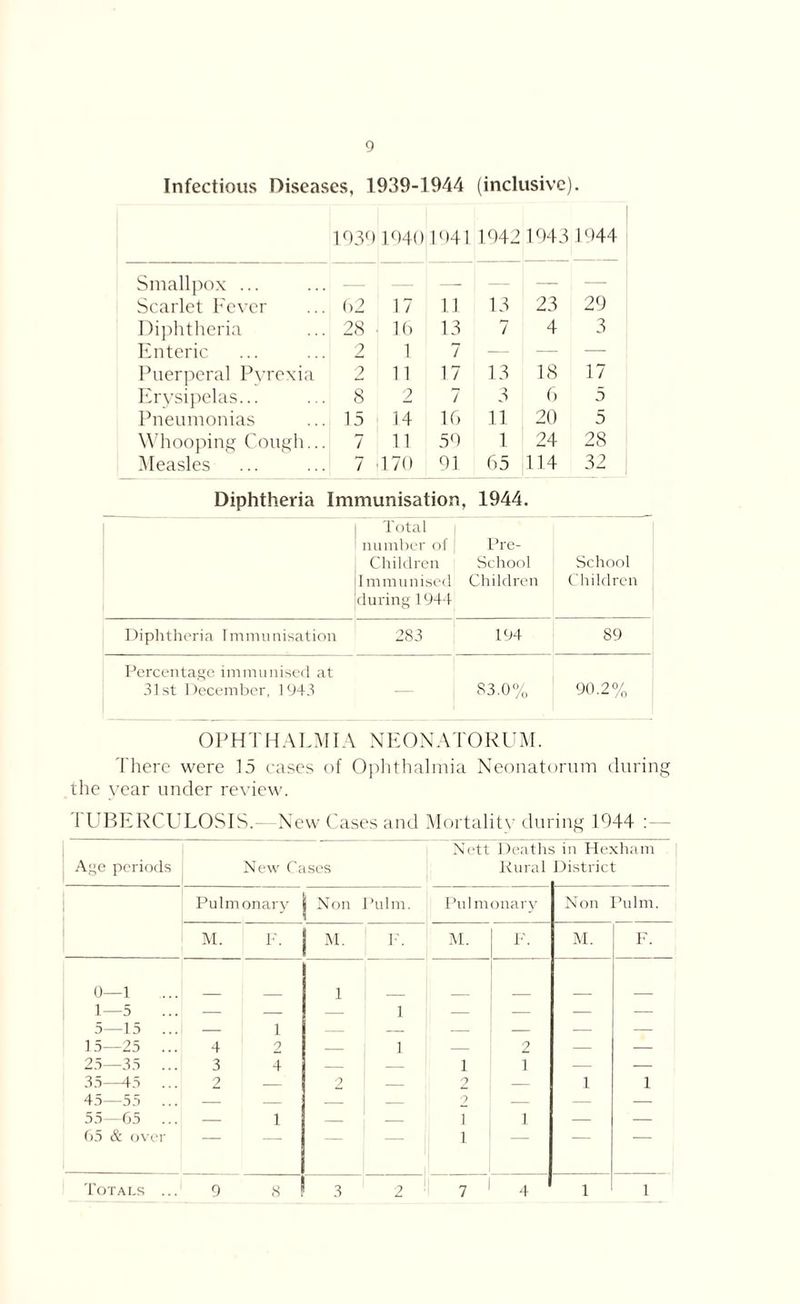 9
Infectious Diseases, 1939-1944 (inclusive).
1939 1940 1941 1942 1943 1944
Smallpox ... ... — — — — — —
Scarlet Fever ... 62 17 11 13 23 29
Diphtheria ... 28 16 13 7 4 3
Enteric ... ... 2 1 7 — — —
Puerperal Pyrexia 2 11 17 13 18 17
Erysipelas... ... 8 2 7 3 6 5
Pneumonias ... 15 14 16 11 20 5
Whooping Cough... 7 11 59 1 24 28
Measles ... ... 7 170 91 65 114 32
Diphtheria Immunisation, 1944.
Total
number of Pre-
Children School School
Immunised Children Children
during 1944
Diphtheria Immunisation 283 194 89
Percentage immunised at
31st December, 1943 — 83.0% 90.2%
OPHTHALMIA NEONATORUM.
There were 15 cases of Ophthalmia Neonatorum during
the year under review.
TUBERCULOSIS.—New Cases and Mortality during 1944 :—
Nett Deaths in Hexham
Age periods New Cases Rural District
Pulmonary Non Pulm. Pulmonary Non Pulm.
M. F. M. F. M. F. M. F.
0—1 ... — — 1 — — — — —
1—5 ... — — — 1 — — — —
5—15 ... — 1 — — — — — —
15—25 ... 4 2 — 1 — 2 — —
25—35 ... 3 4 — — 1 1 — —
35—45 ... 2 — 2 — 2 — 1 1
45—55 ... — — — — 2 — — —
55—65 ... — 1 — — 1 1 — —
65 & over — — — — 1 — — —
Totals ... 9 8 3 2 7 4 1 1